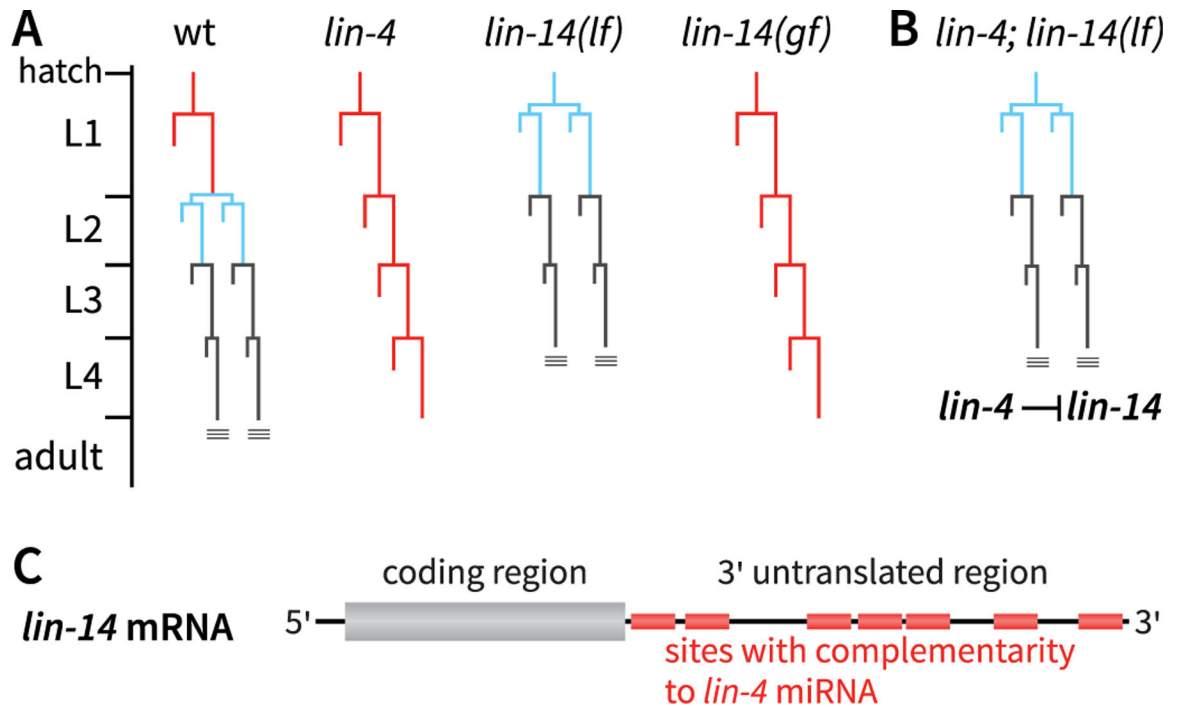 A wt lin-4 lin-14(lf) lin-14(gf) B lin-4; lin-14(lf)
hatch
L1
L2
L3
L4
adult
lin-4 lin-14
C
coding region 3' untranslated region
lin-14 mRNA 5' 3'
sites with complementarity
to lin-4 miRNA